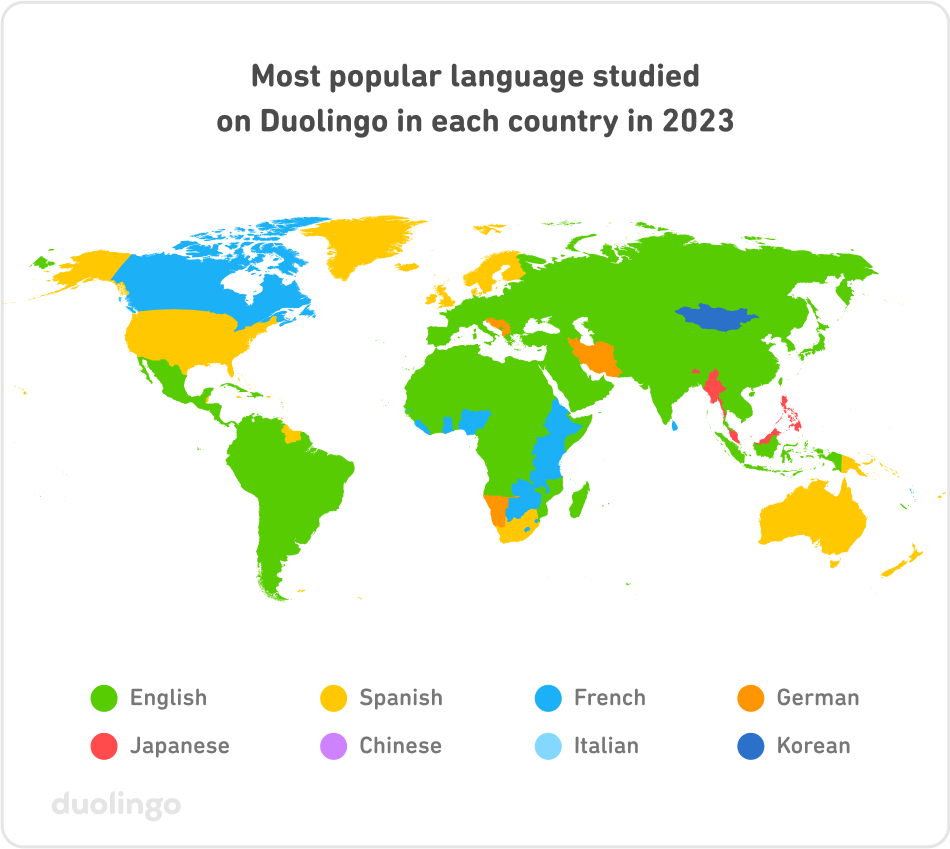 Most popular language studied
on Duolingo in each country in 2023
English
Spanish
French
German
Japanese
Chinese
Italian
Korean
duolingo